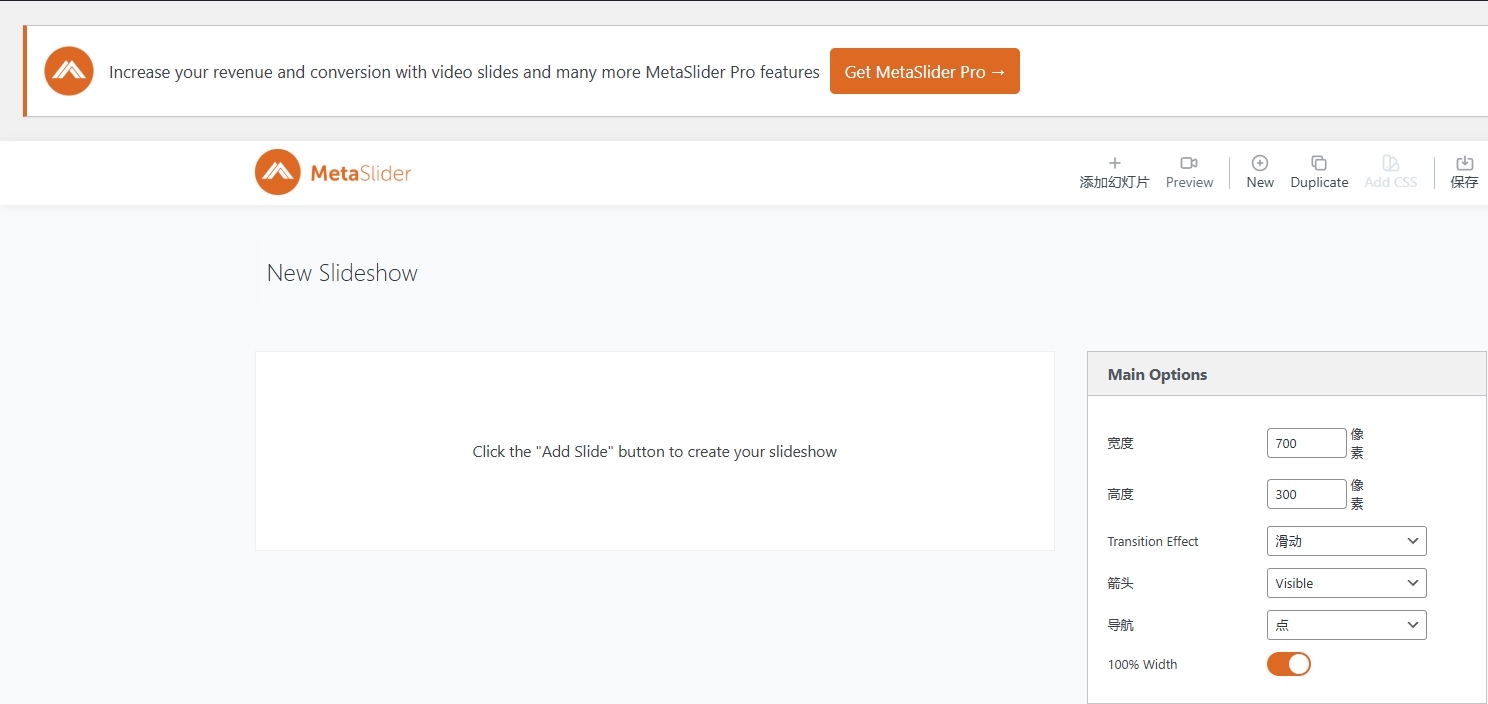 Increase your revenue and conversion with video slides and many more MetaSlider Pro features
Get MetaSlider Pro →
MetaSlider
添加幻灯片
Preview
New
Duplicate
Add CSS
保存
New Slideshow
Click the "Add Slide" button to create your slideshow
Main Options
宽度
700
像
素
高度
300
像
素
Transition Effect
滑动
箭头
Visible
导航
点
100% Width